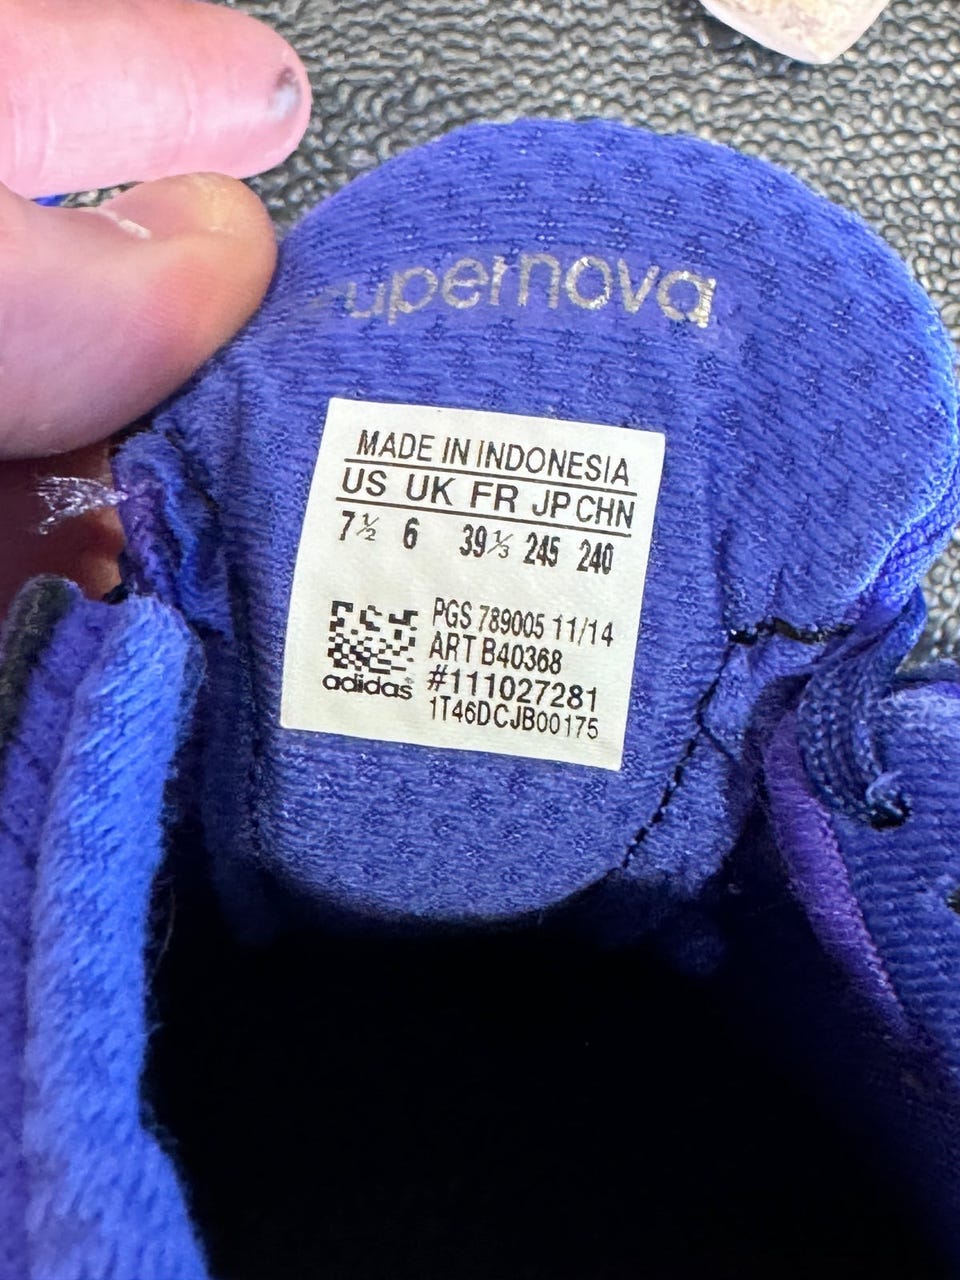 supernova
MADE IN INDONESIA
US UK FR JP CHN
7½ 6 39⅓ 245 240
PGS 789005 11/14
ART B40368
#111027281
1T46DCJB00175
adidas